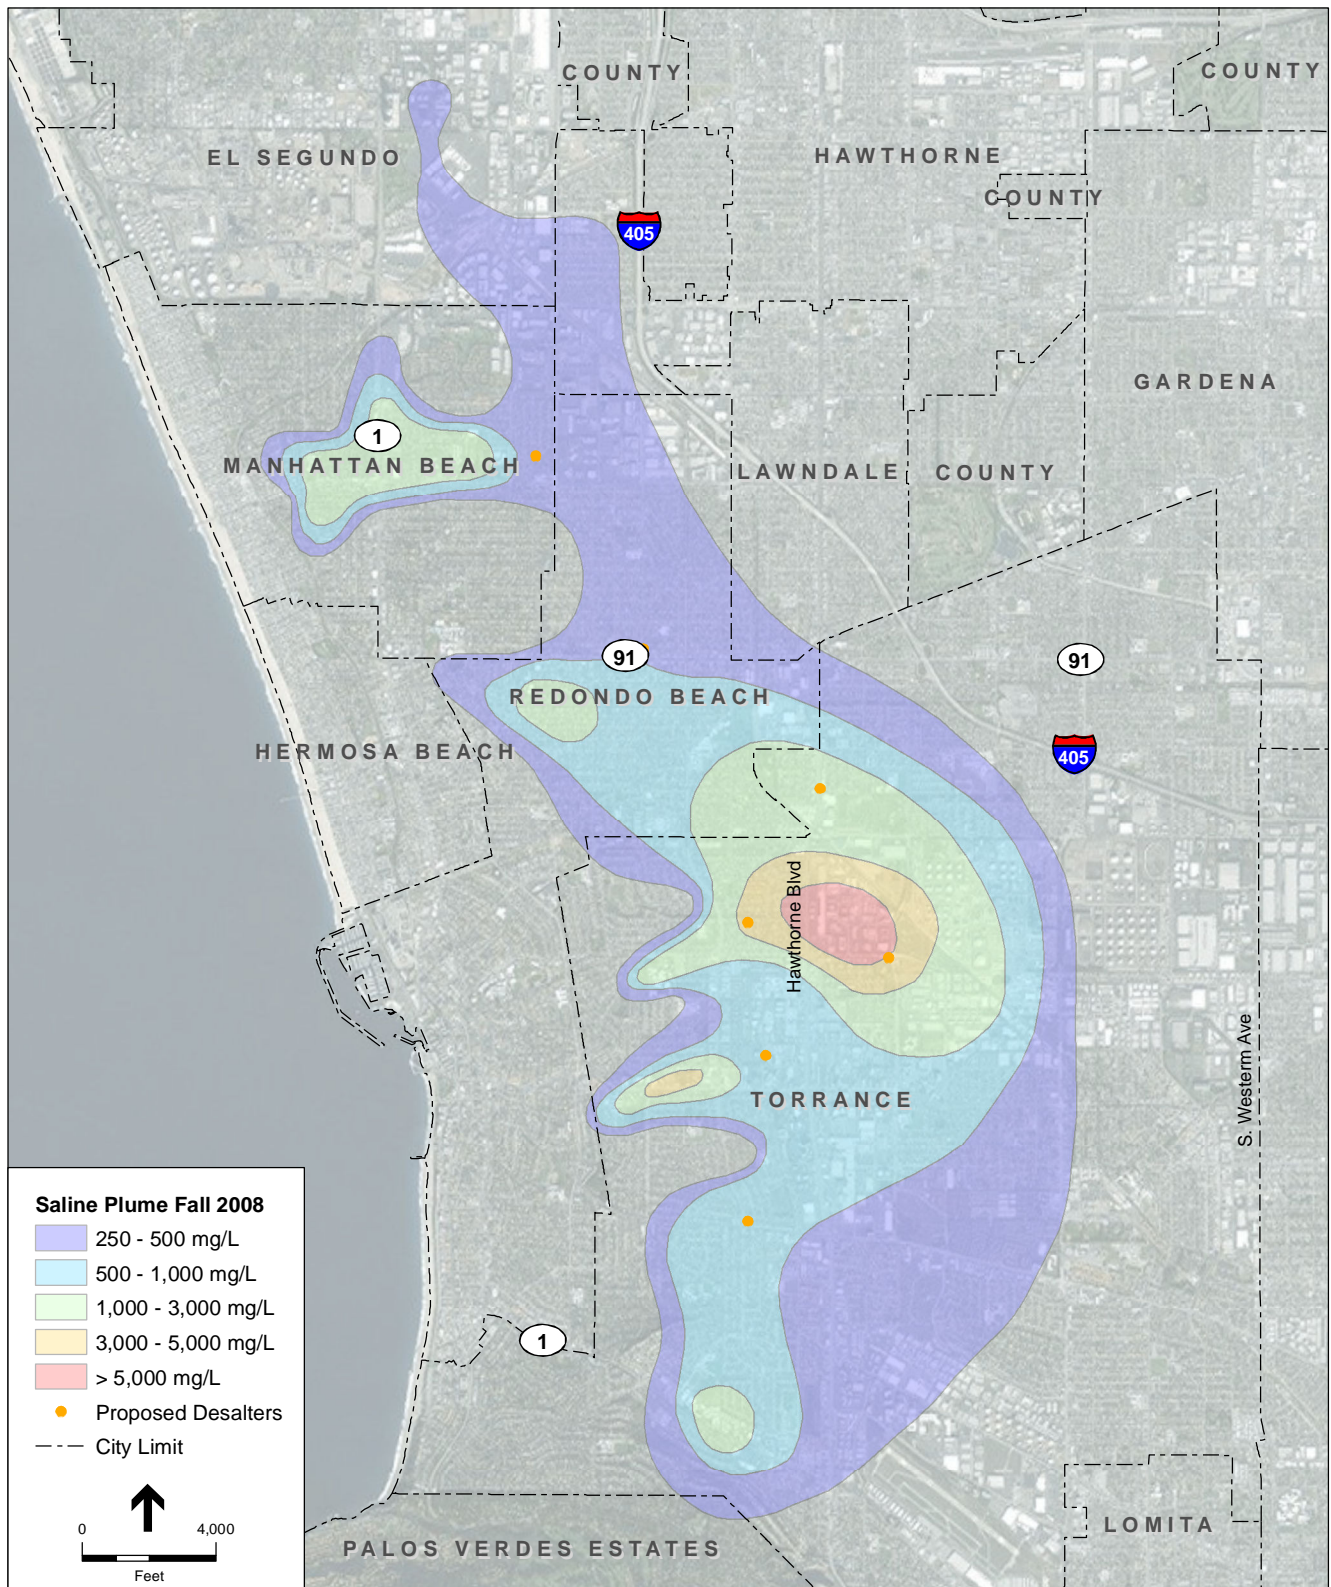 COUNTY
COUNTY
EL SEGUNDO
HAWTHORNE
COUNTY
405
GARDENA
1
MANHATTAN BEACH
LAWNDALE
COUNTY
91
91
REDONDO BEACH
HERMOSA BEACH
405
Hawthorne Blvd
S. Westerm Ave
TORRANCE
Saline Plume Fall 2008
250 - 500 mg/L
500 - 1,000 mg/L
1,000 - 3,000 mg/L
3,000 - 5,000 mg/L
> 5,000 mg/L
Proposed Desalters
City Limit
0 4,000
Feet
1
LOMITA
PALOS VERDES ESTATES